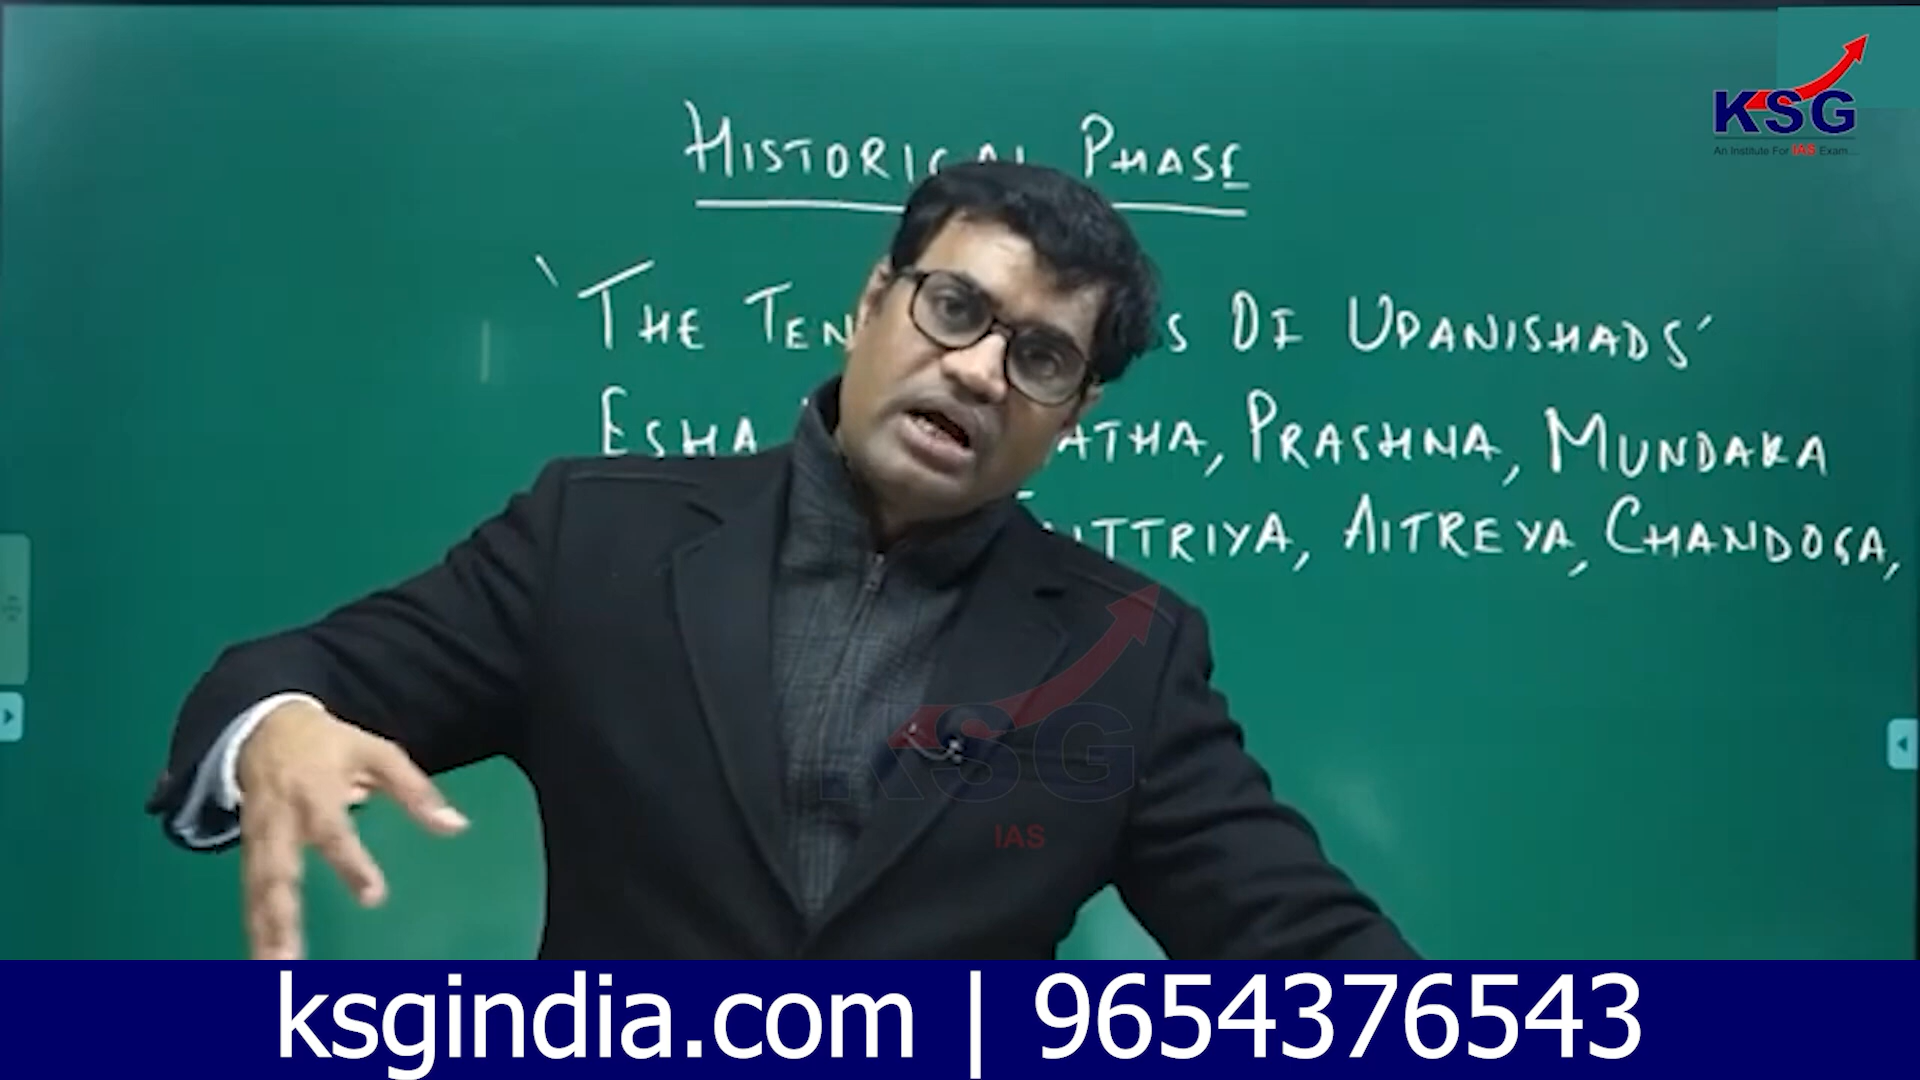 HISTORICAL PHASE
'THE TEN S OF UPANISHADS'
ESHA ATHA, PRASHNA, MUNDAKA
ITTRIYA, AITREYA, CHANDOGA,
KSG
An Institute For IAS Exam...
KSG
IAS
ksgindia.com | 9654376543